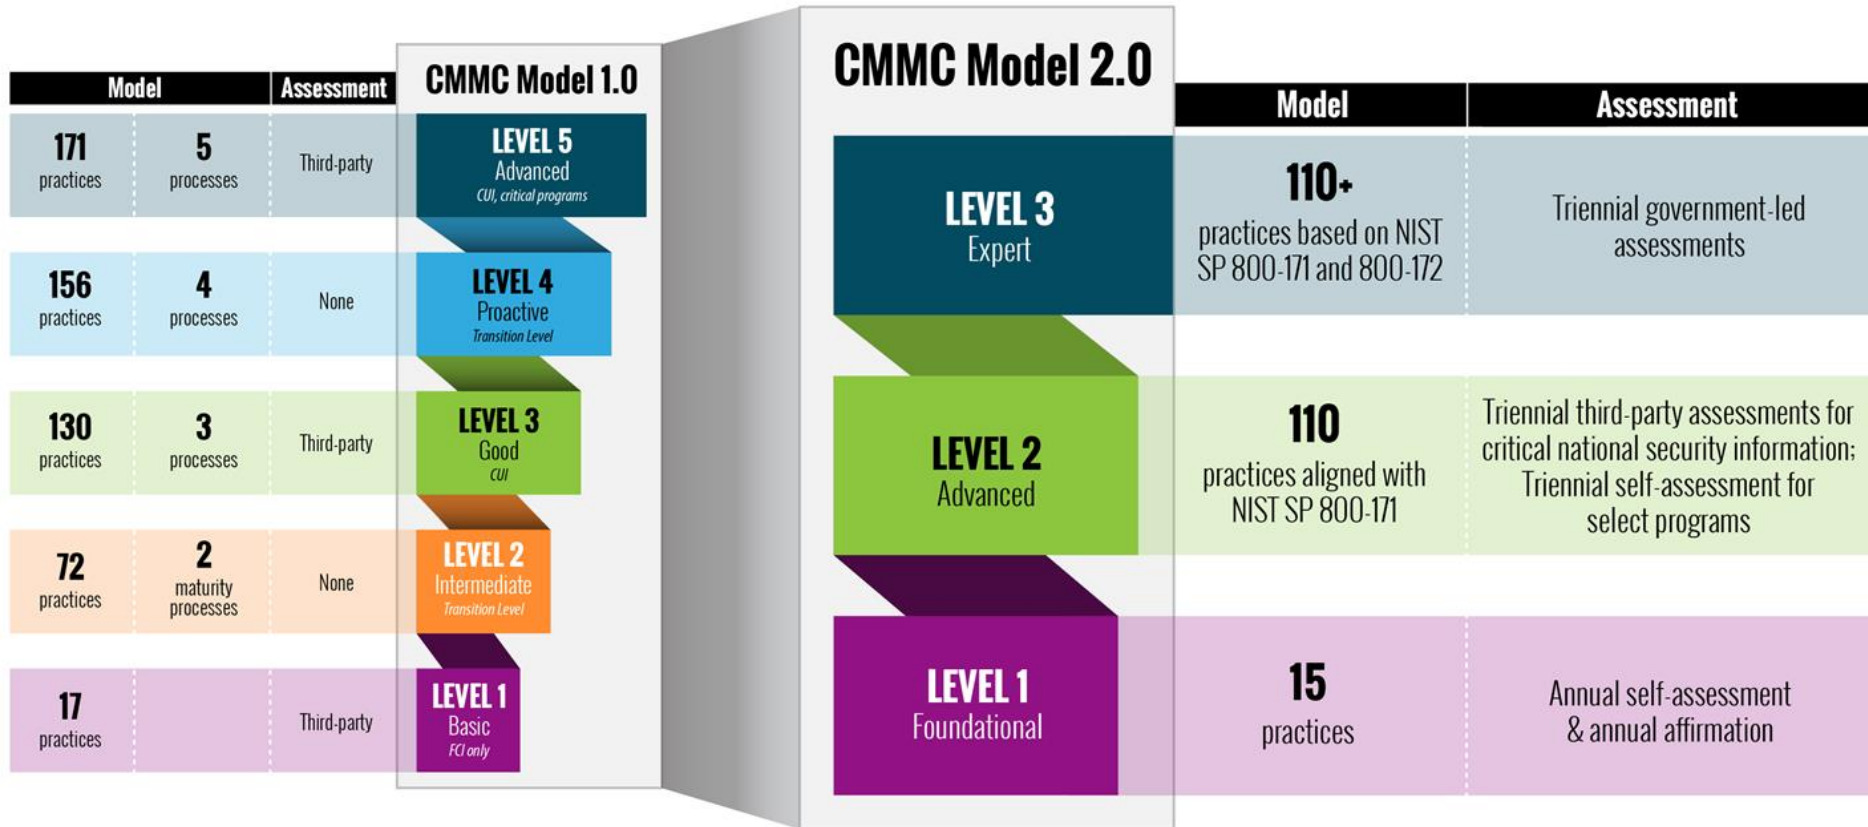 Model
Assessment
CMMC Model 1.0
171
practices
5
processes
Third-party
LEVEL 5
Advanced
CUI, critical programs
156
practices
4
processes
None
LEVEL 4
Proactive
Transition Level
130
practices
3
processes
Third-party
LEVEL 3
Good
CUI
72
practices
2
maturity
processes
None
LEVEL 2
Intermediate
Transition Level
17
practices
Third-party
LEVEL 1
Basic
FCI only
CMMC Model 2.0
Model
Assessment
LEVEL 3
Expert
110+
practices based on NIST
SP 800-171 and 800-172
Triennial government-led
assessments
LEVEL 2
Advanced
110
practices aligned with
NIST SP 800-171
Triennial third-party assessments for
critical national security information;
Triennial self-assessment for
select programs
LEVEL 1
Foundational
15
practices
Annual self-assessment
& annual affirmation